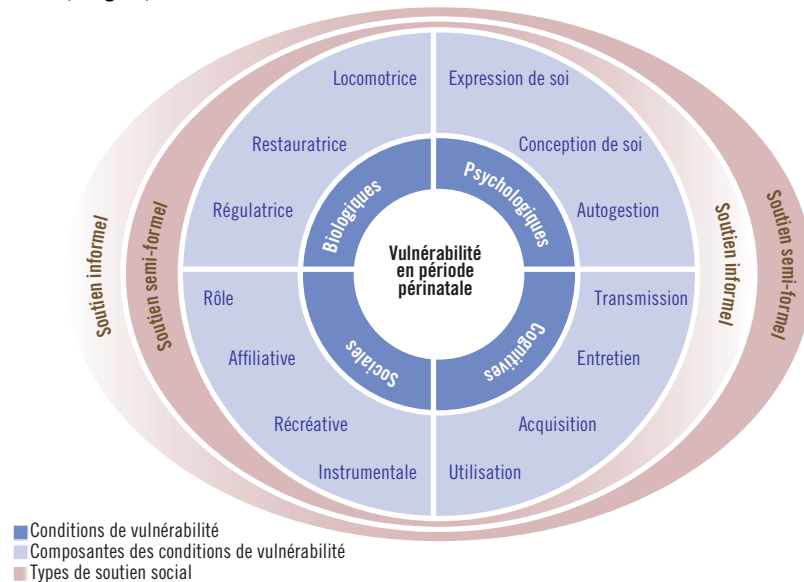 Locomotrice
Expression de soi
Restauratrice
Conception de soi
Régulatrice
Autogestion
Biologiques
Psychologiques
Soutien informel
Soutien semi-formel
Vulnérabilité
en période
périnatale
Soutien informel
Soutien semi-formel
Rôle
Transmission
Affiliative
Entretien
Sociales
Cognitives
Récréative
Acquisition
Instrumentale
Utilisation
Conditions de vulnérabilité
Composantes des conditions de vulnérabilité
Types de soutien social